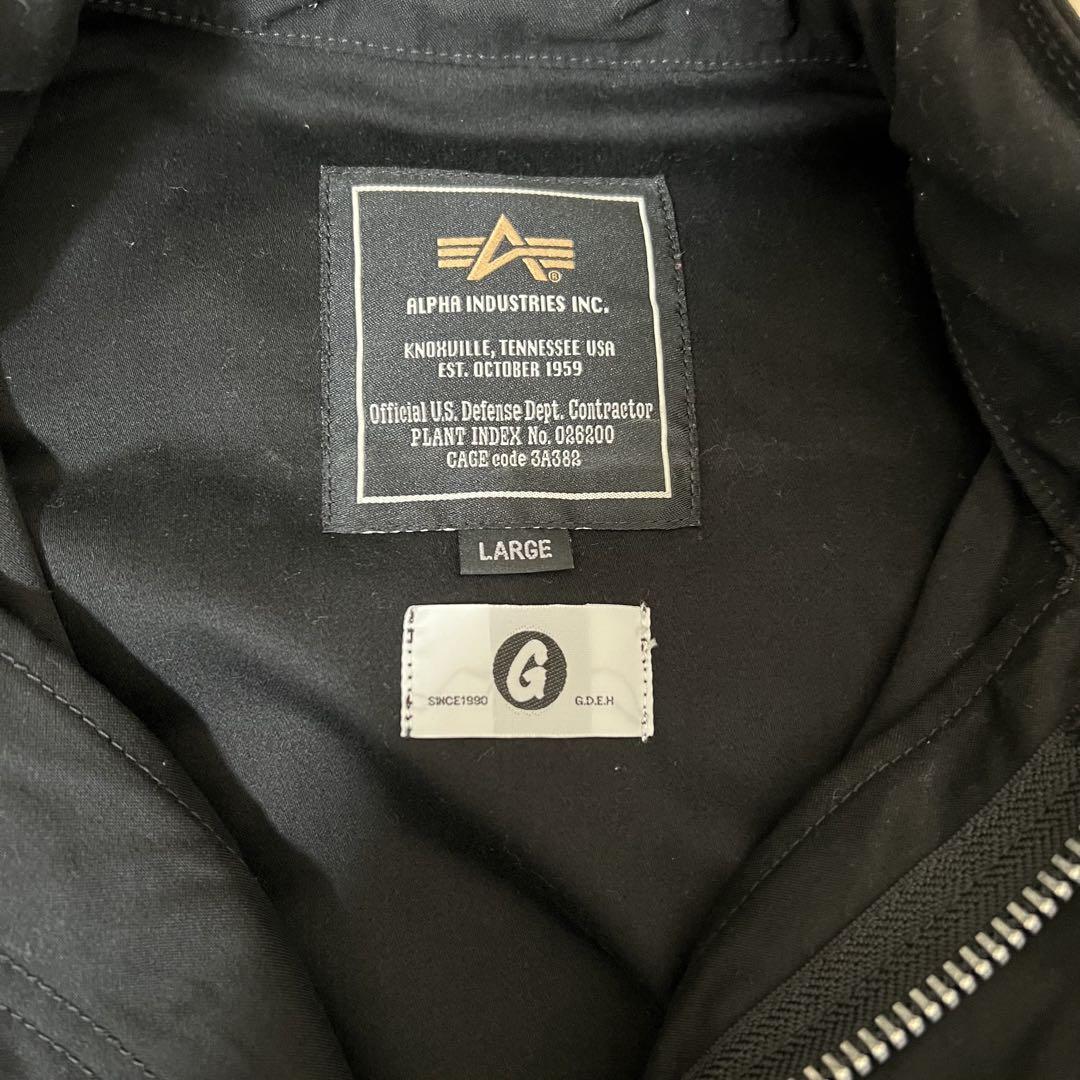 ALPHA INDUSTRIES INC.
KNOXVILLE, TENNESSEE USA
EST. OCTOBER 1959
Official U.S. Defense Dept. Contractor
PLANT INDEX No. 026200
CAGE code 3A382
LARGE
G
SINCE1990
G.D.E.H